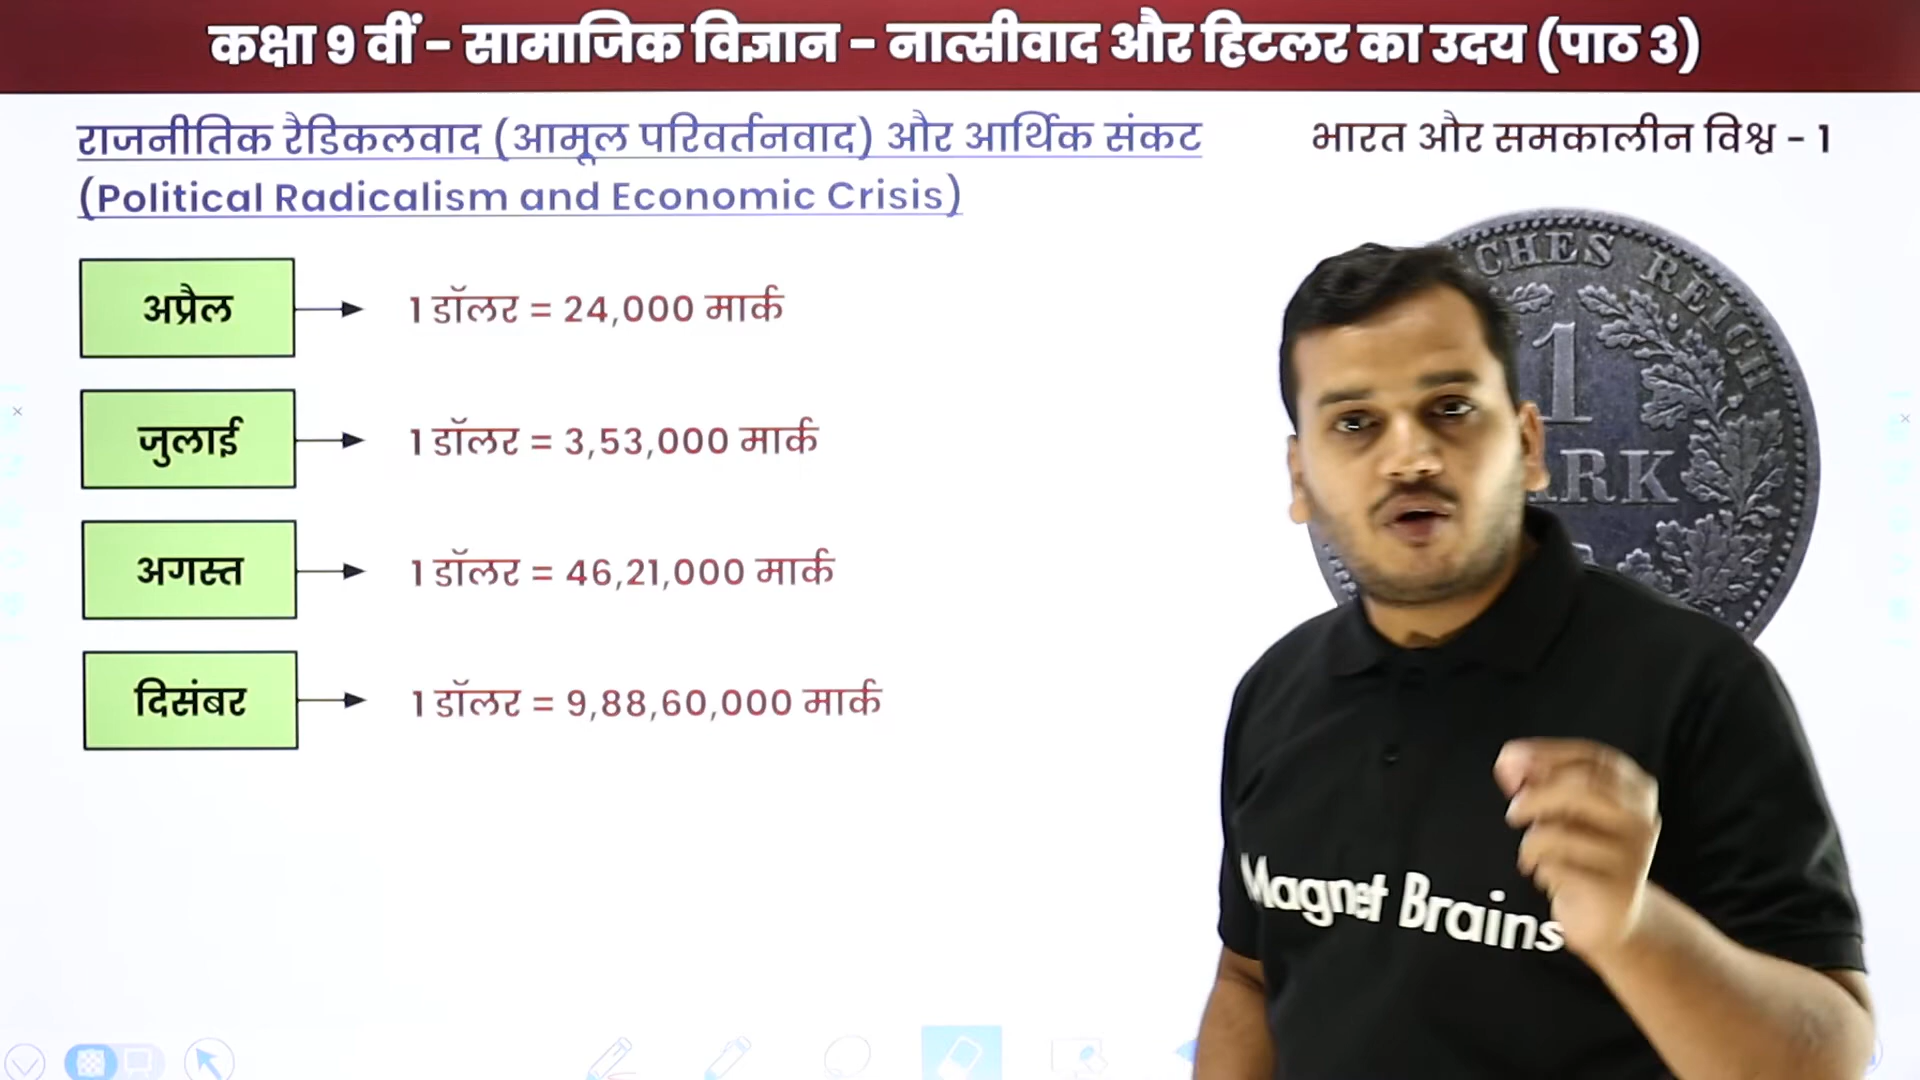 कक्षा 9 वीं - सामाजिक विज्ञान - नात्सीवाद और हिटलर का उदय (पाठ 3)
राजनीतिक रैडिकलवाद (आमूल परिवर्तनवाद) और आर्थिक संकट
(Political Radicalism and Economic Crisis)
भारत और समकालीन विश्व - 1
अप्रैल
1 डॉलर = 24,000 मार्क
जुलाई
1 डॉलर = 3,53,000 मार्क
अगस्त
1 डॉलर = 46,21,000 मार्क
दिसंबर
1 डॉलर = 9,88,60,000 मार्क
REICH
1
Magnet Brains